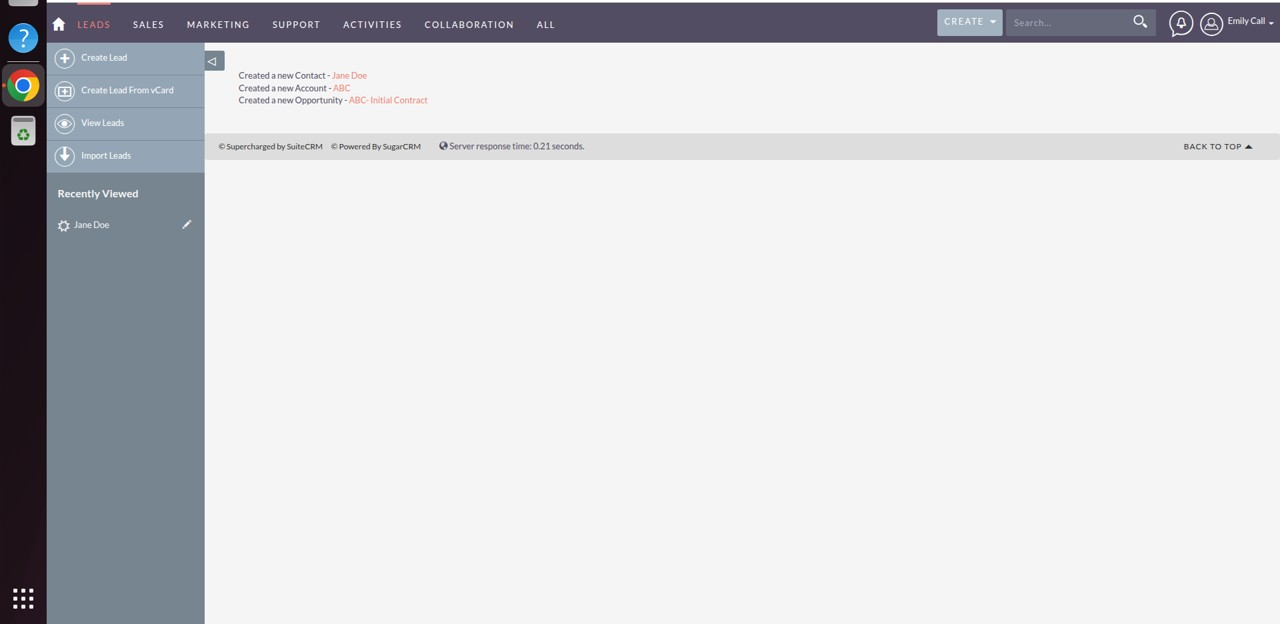 LEADS SALES MARKETING SUPPORT ACTIVITIES COLLABORATION ALL CREATE Search... Emily Call
Create Lead
Create Lead From vCard
View Leads
Import Leads
Recently Viewed
Jane Doe
Created a new Contact - Jane Doe
Created a new Account - ABC
Created a new Opportunity - ABC- Initial Contract
© Supercharged by SuiteCRM © Powered By SugarCRM Server response time: 0.21 seconds. BACK TO TOP